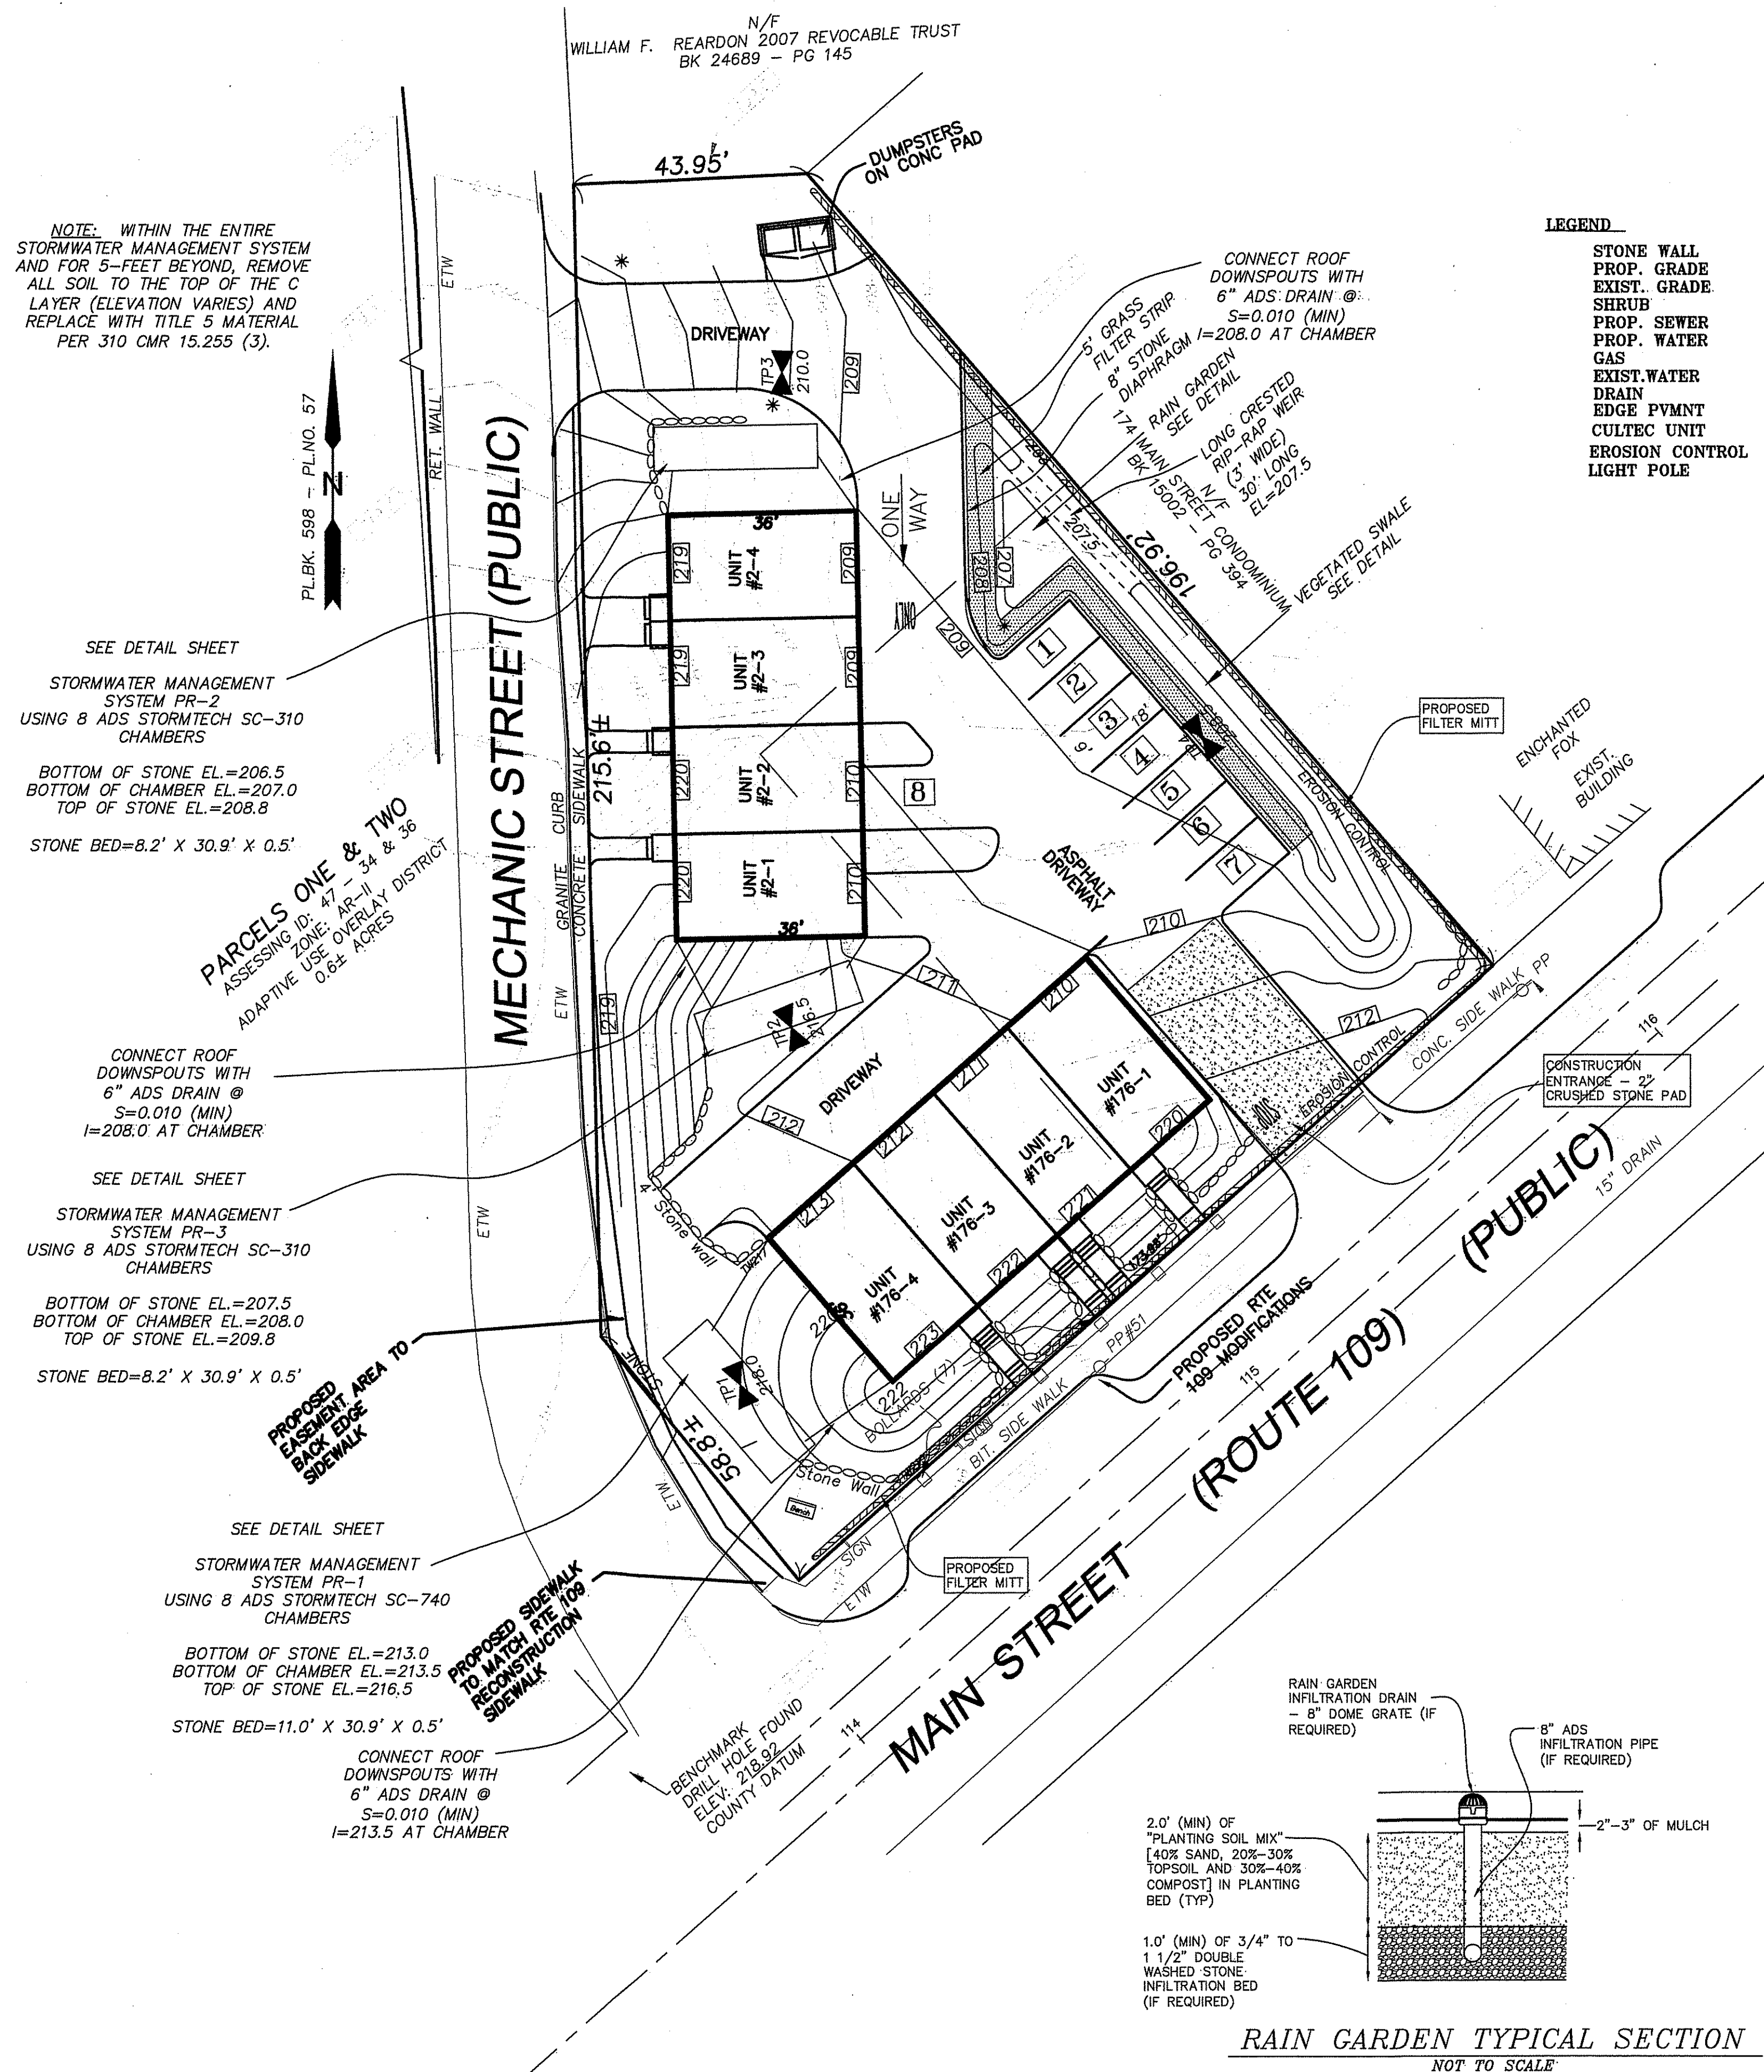 N/F
WILLIAM F. REARDON 2007 REVOCABLE TRUST
BK 24689 – PG 145
43.95'
DUMPSTERS
ON CONC PAD
NOTE: WITHIN THE ENTIRE
STORMWATER MANAGEMENT SYSTEM
AND FOR 5–FEET BEYOND, REMOVE
ALL SOIL TO THE TOP OF THE C
LAYER (ELEVATION VARIES) AND
REPLACE WITH TITLE 5 MATERIAL
PER 310 CMR 15.255 (3).
PL.BK. 598 – PL.NO. 57
N
RET. WALL
ETW
LEGEND
STONE WALL
PROP. GRADE
EXIST. GRADE
SHRUB
PROP. SEWER
PROP. WATER
GAS
EXIST.WATER
DRAIN
EDGE PVMNT
CULTEC UNIT
EROSION CONTROL
LIGHT POLE
CONNECT ROOF
DOWNSPOUTS WITH
6" ADS DRAIN @
S=0.010 (MIN)
I=208.0 AT CHAMBER
5' GRASS
FILTER STRIP
8" STONE
DIAPHRAGM
RAIN GARDEN
SEE DETAIL
LONG CRESTED
RIP–RAP WEIR
(3' WIDE)
30' LONG
EL=207.5
N/F
174 MAIN STREET CONDOMINIUM
BK 15002 – PG 394
VEGETATED SWALE
SEE DETAIL
196.92'
207.5
208
207
DRIVEWAY
TP3
210.0
209
ONE
WAY
ONLY
209
MECHANIC STREET (PUBLIC)
215.6'±
GRANITE CURB
CONCRETE SIDEWALK
36'
UNIT
#2–4
219
209
UNIT
#2–3
219
209
UNIT
#2–2
220
210
UNIT
#2–1
220
210
36'
1
2
3
4
5
6
7
8
18'
9'
TP4
EROSION CONTROL
PROPOSED
FILTER MITT
ENCHANTED
FOX
EXIST.
BUILDING
SEE DETAIL SHEET
STORMWATER MANAGEMENT
SYSTEM PR–2
USING 8 ADS STORMTECH SC–310
CHAMBERS
BOTTOM OF STONE EL.=206.5
BOTTOM OF CHAMBER EL.=207.0
TOP OF STONE EL.=208.8
STONE BED=8.2' X 30.9' X 0.5'
PARCELS ONE & TWO
ASSESSING ID: 47 – 34 & 36
ZONE: AR–II
ADAPTIVE USE OVERLAY DISTRICT
0.6± ACRES
CONNECT ROOF
DOWNSPOUTS WITH
6" ADS DRAIN @
S=0.010 (MIN)
I=208.0 AT CHAMBER
SEE DETAIL SHEET
STORMWATER MANAGEMENT
SYSTEM PR–3
USING 8 ADS STORMTECH SC–310
CHAMBERS
BOTTOM OF STONE EL.=207.5
BOTTOM OF CHAMBER EL.=208.0
TOP OF STONE EL.=209.8
STONE BED=8.2' X 30.9' X 0.5'
ETW
219
TP2
216.5
ASPHALT
DRIVEWAY
210
211
DRIVEWAY
212
212
4' Stone wall
TW217
UNIT
#176–1
210
220
UNIT
#176–2
211
221
UNIT
#176–3
212
222
UNIT
#176–4
213
223
222
173.98'
EROSION CONTROL
CONC. SIDE WALK
PP
116
CONSTRUCTION
ENTRANCE – 2"
CRUSHED STONE PAD
15" DRAIN
ETW
PROPOSED
EASEMENT AREA TO
BACK EDGE
SIDEWALK
STONE
TP1
218.0
58.8'±
BOLLARDS (7)
SIGN
BIT. SIDE WALK
PP#51
PROPOSED RTE
109 MODIFICATIONS
115
Stone Wall
Bench
SIGN
ETW
ETW
PROPOSED
FILTER MITT
MAIN STREET (ROUTE 109) (PUBLIC)
SEE DETAIL SHEET
STORMWATER MANAGEMENT
SYSTEM PR–1
USING 8 ADS STORMTECH SC–740
CHAMBERS
BOTTOM OF STONE EL.=213.0
BOTTOM OF CHAMBER EL.=213.5
TOP OF STONE EL.=216.5
STONE BED=11.0' X 30.9' X 0.5'
PROPOSED SIDEWALK
TO MATCH RTE 109
RECONSTRUCTION
SIDEWALK
CONNECT ROOF
DOWNSPOUTS WITH
6" ADS DRAIN @
S=0.010 (MIN)
I=213.5 AT CHAMBER
BENCHMARK
DRILL HOLE FOUND
ELEV: 218.92
COUNTY DATUM
114
RAIN GARDEN
INFILTRATION DRAIN
– 8" DOME GRATE (IF
REQUIRED)
8" ADS
INFILTRATION PIPE
(IF REQUIRED)
2"–3" OF MULCH
2.0' (MIN) OF
"PLANTING SOIL MIX"
[40% SAND, 20%–30%
TOPSOIL AND 30%–40%
COMPOST] IN PLANTING
BED (TYP)
1.0' (MIN) OF 3/4" TO
1 1/2" DOUBLE
WASHED STONE
INFILTRATION BED
(IF REQUIRED)
RAIN GARDEN TYPICAL SECTION
NOT TO SCALE